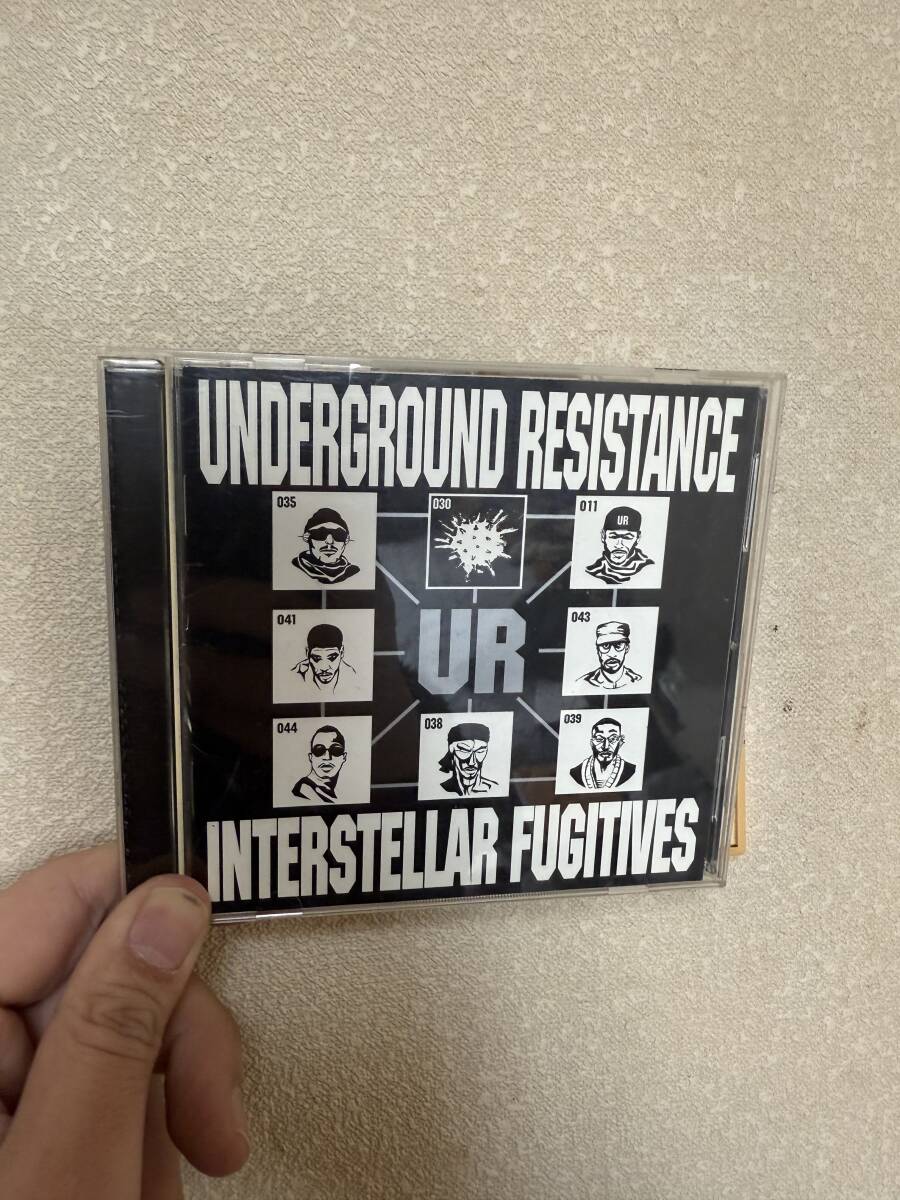 UNDERGROUND RESISTANCE
035
030
011
UR
041
UR
043
044
038
039
INTERSTELLAR FUGITIVES